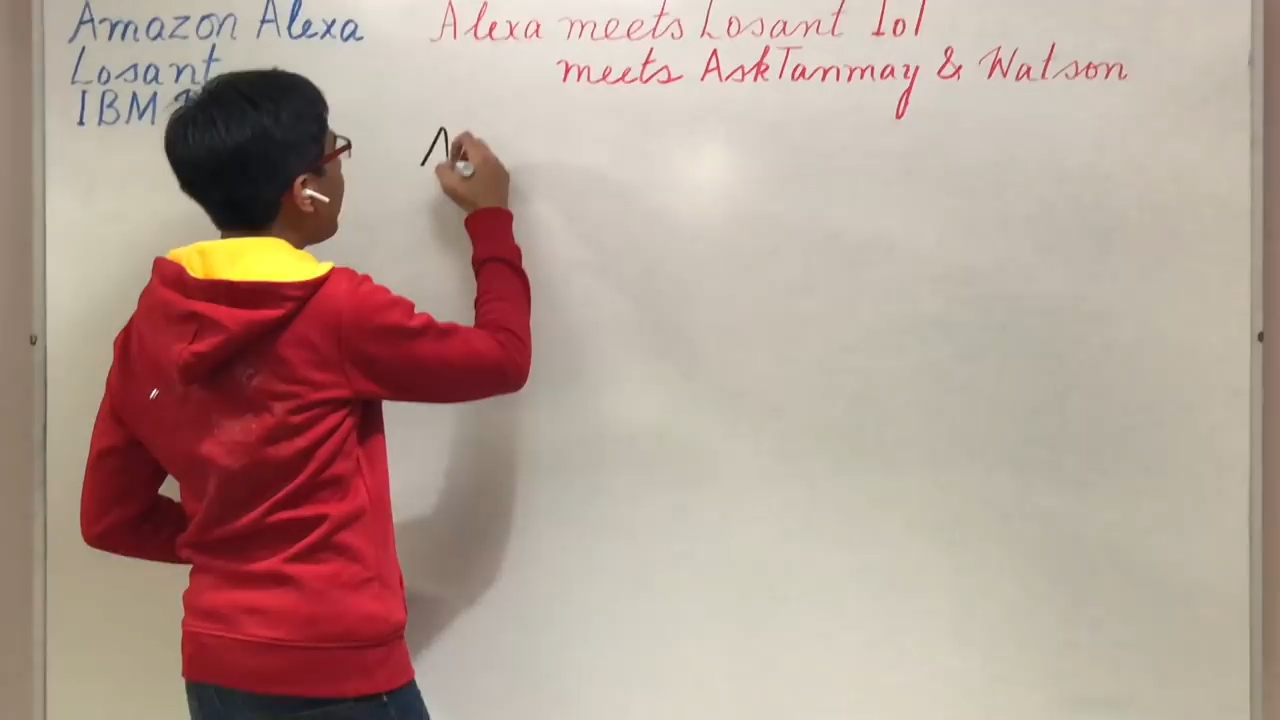 Amazon Alexa
Losant
IBM
Alexa meets Losant IoT
meets AskTanmay & Watson